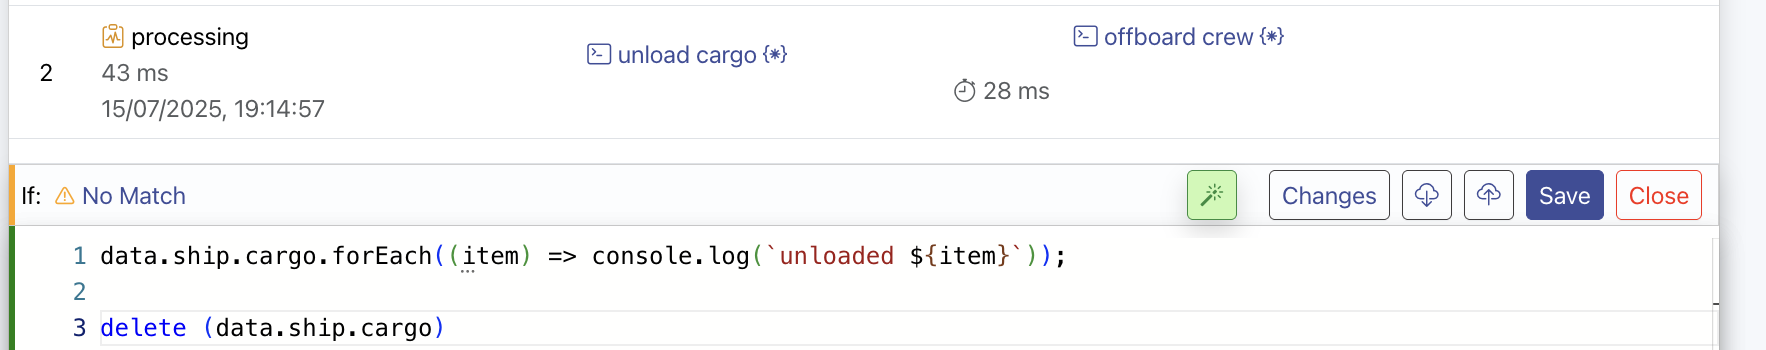 processing
2
43 ms
15/07/2025, 19:14:57
unload cargo {*}
offboard crew {*}
28 ms
If: No Match
Changes
Save
Close
1 data.ship.cargo.forEach((item) => console.log(`unloaded ${item}`));
2
3 delete (data.ship.cargo)